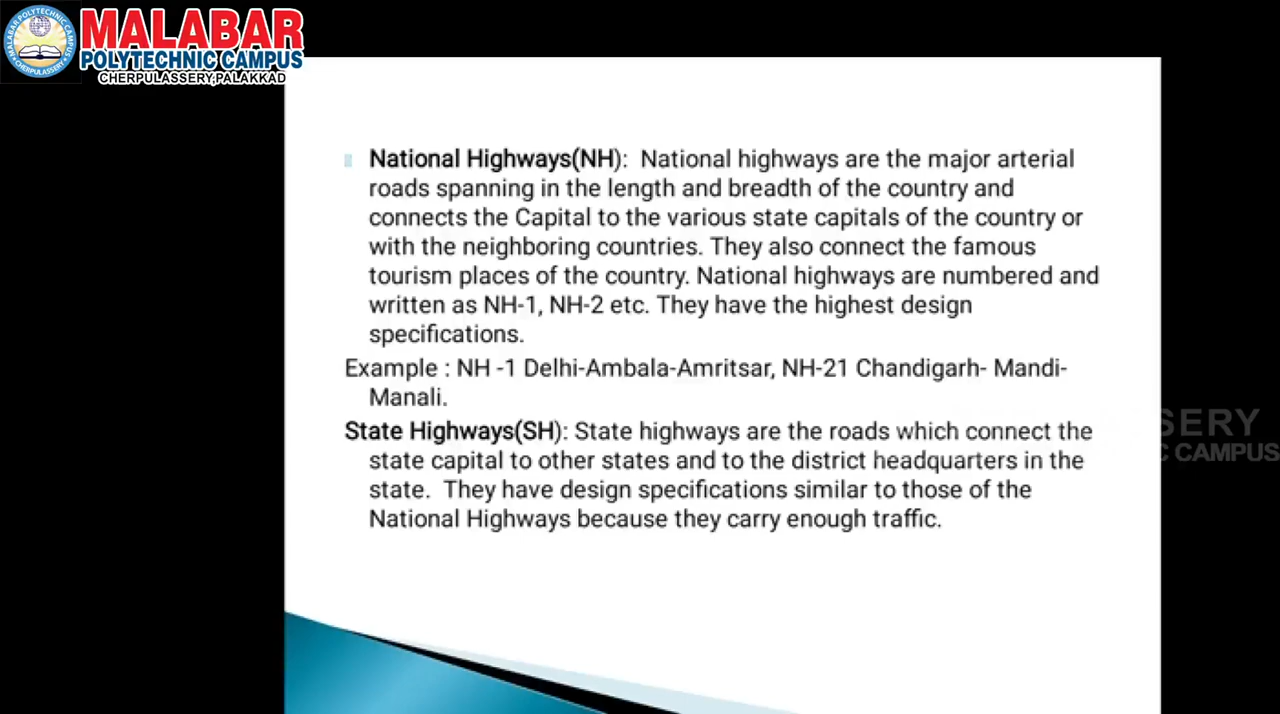 MALABAR
POLYTECHNIC CAMPUS
CHERPULASSERY,PALAKKAD
National Highways(NH): National highways are the major arterial
roads spanning in the length and breadth of the country and
connects the Capital to the various state capitals of the country or
with the neighboring countries. They also connect the famous
tourism places of the country. National highways are numbered and
written as NH-1, NH-2 etc. They have the highest design
specifications.
Example : NH -1 Delhi-Ambala-Amritsar, NH-21 Chandigarh- Mandi-
Manali.
State Highways(SH): State highways are the roads which connect the
state capital to other states and to the district headquarters in the
state. They have design specifications similar to those of the
National Highways because they carry enough traffic.
SSERY
C CAMPUS